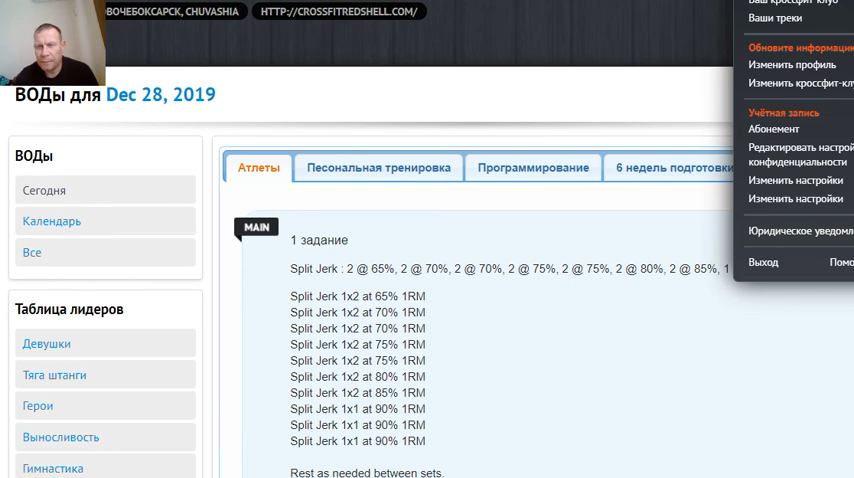 ВОЧЕБОКСАРСК, CHUVASHIA
HTTP://CROSSFITREDSHELL.COM/
ВОДы для Dec 28, 2019
ВОДы
Сегодня
Календарь
Все
Таблица лидеров
Девушки
Тяга штанги
Герои
Выносливость
Гимнастика
Атлеты
Песональная тренировка
Программирование
6 недель подготовки
MAIN
1 задание
Split Jerk : 2 @ 65%, 2 @ 70%, 2 @ 70%, 2 @ 75%, 2 @ 75%, 2 @ 80%, 2 @ 85%, 1
Split Jerk 1x2 at 65% 1RM
Split Jerk 1x2 at 70% 1RM
Split Jerk 1x2 at 70% 1RM
Split Jerk 1x2 at 75% 1RM
Split Jerk 1x2 at 75% 1RM
Split Jerk 1x2 at 80% 1RM
Split Jerk 1x2 at 85% 1RM
Split Jerk 1x1 at 90% 1RM
Split Jerk 1x1 at 90% 1RM
Split Jerk 1x1 at 90% 1RM
Rest as needed between sets.
Ваш кроссфит клуб
Ваши треки
Обновите информаци
Изменить профиль
Изменить кроссфит-клу
Учётная запись
Абонемент
Редактировать настрой
конфиденциальности
Изменить настройки
Изменить настройки
Юридическое уведомл
Выход
Помо